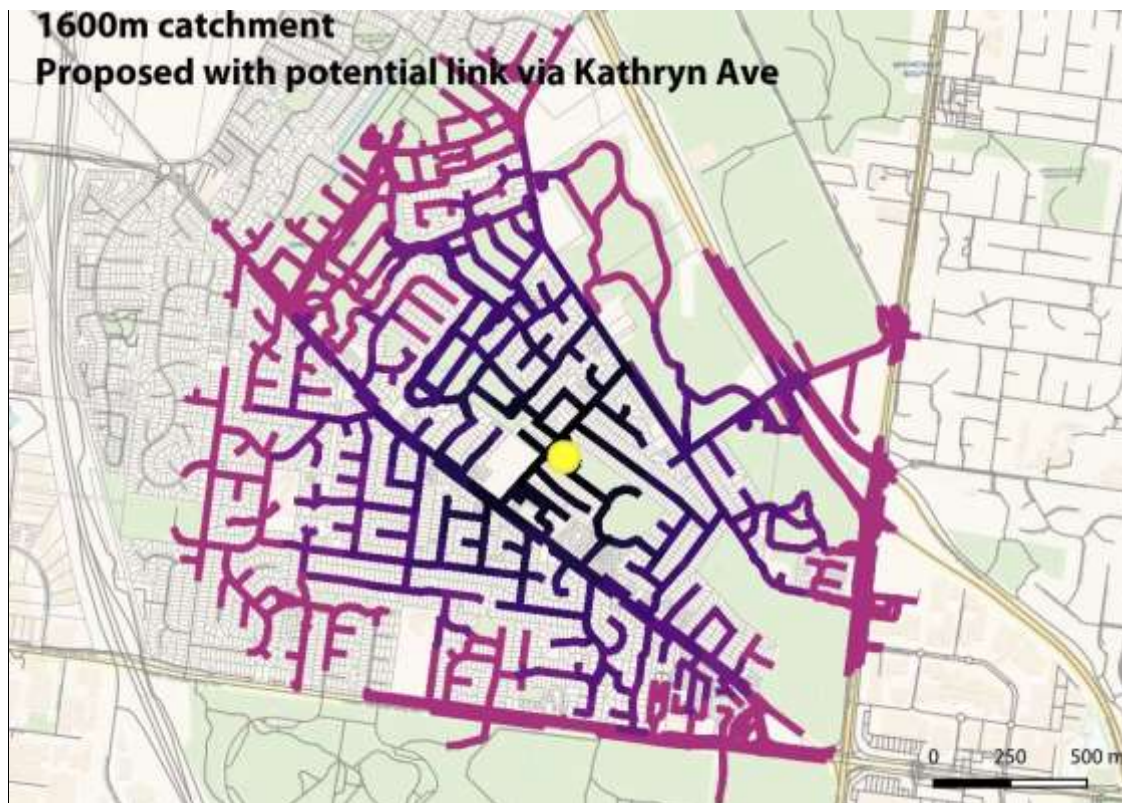 1600m catchment
Proposed with potential link via Kathryn Ave
0 250 500 m